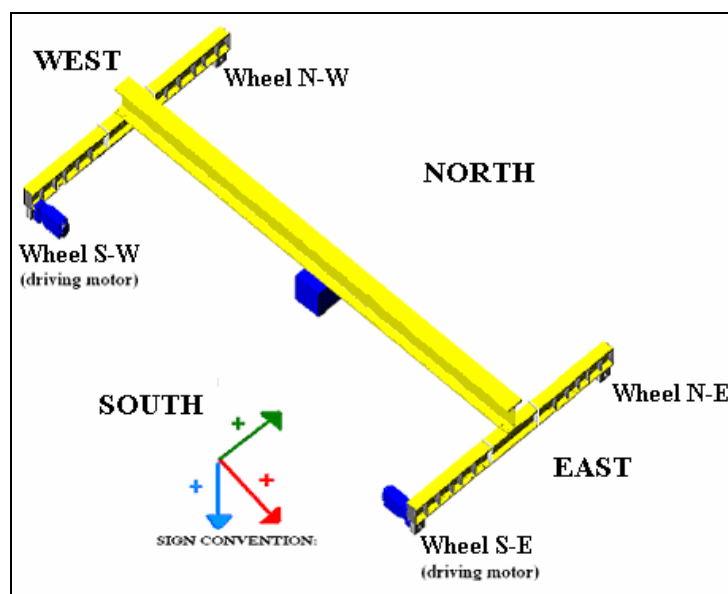 WEST
Wheel N-W
NORTH
Wheel S-W
(driving motor)
SOUTH
Wheel N-E
+
+
+
EAST
SIGN CONVENTION:
Wheel S-E
(driving motor)